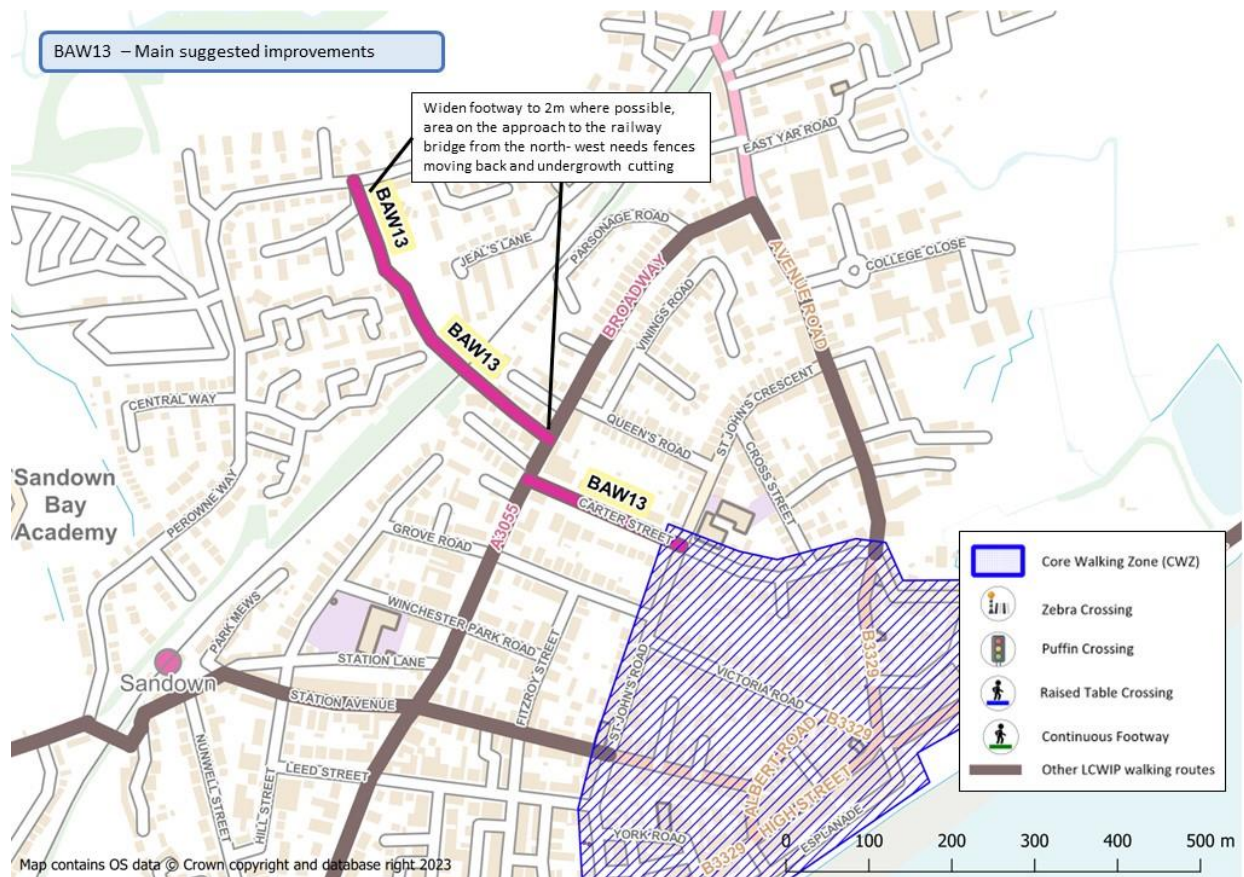 BAW13 – Main suggested improvements
Widen footway to 2m where possible,
area on the approach to the railway
bridge from the north- west needs fences
moving back and undergrowth cutting
EAST YAR ROAD
BAW13
JEAL'S LANE
PARSONAGE ROAD
BROADWAY
AVENUE ROAD
COLLEGE CLOSE
VININGS ROAD
BAW13
CENTRAL WAY
QUEEN'S ROAD
ST JOHN'S CRESCENT
CROSS STREET
Sandown
Bay
Academy
PEROWNE WAY
BAW13
CARTER STREET
A3055
GROVE ROAD
WINCHESTER PARK ROAD
PARK MEWS
STATION LANE
Sandown
STATION AVENUE
FITZROY STREET
ST JOHN'S ROAD
VICTORIA ROAD
B3329
B3329
ALBERT ROAD
HIGH STREET
ESPLANADE
NUNWELL STREET
HILL STREET
LEED STREET
YORK ROAD
B3329
Core Walking Zone (CWZ)
Zebra Crossing
Puffin Crossing
Raised Table Crossing
Continuous Footway
Other LCWIP walking routes
0 100 200 300 400 500 m
Map contains OS data © Crown copyright and database right 2023